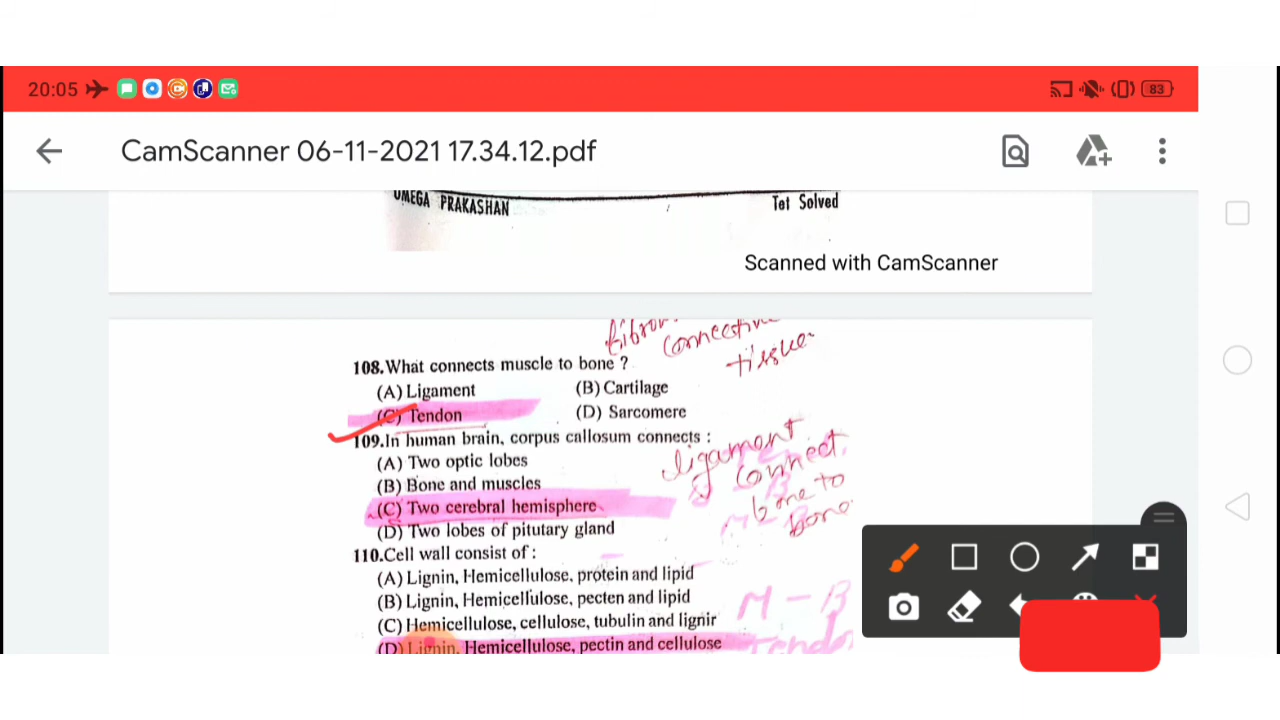 20:05
83
CamScanner 06-11-2021 17.34.12.pdf
OMEGA PRAKASHAN
Tet Solved
Scanned with CamScanner
connective
tissue
108.What connects muscle to bone ?
(A) Ligament
(B) Cartilage
(C) Tendon
(D) Sarcomere
109.In human brain, corpus callosum connects :
(A) Two optic lobes
(B) Bone and muscles
(C) Two cerebral hemisphere
(D) Two lobes of pitutary gland
ligament
connect
bone to
bone
110.Cell wall consist of :
(A) Lignin, Hemicellulose, protein and lipid
(B) Lignin, Hemicellulose, pecten and lipid
(C) Hemicellulose, cellulose, tubulin and lignir
(D) Lignin, Hemicellulose, pectin and cellulose
M - B
Tendo